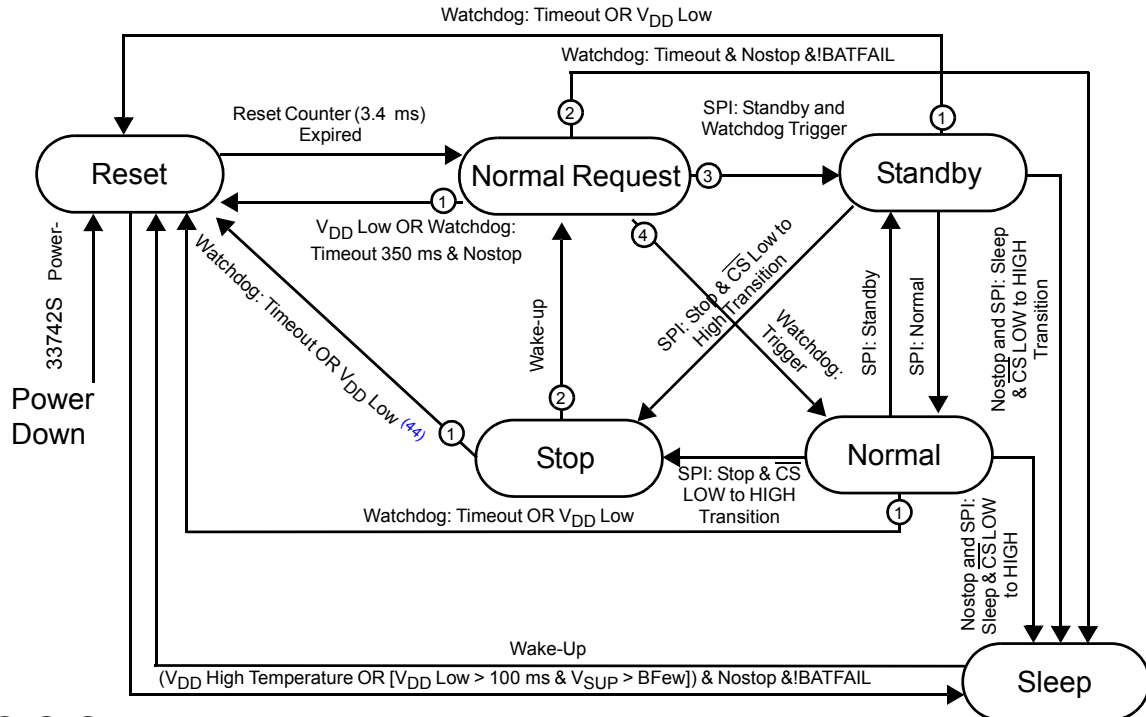 Watchdog: Timeout OR VDD Low
Watchdog: Timeout & Nostop &!BATFAIL
Reset Counter (3.4 ms)
Expired
2
SPI: Standby and
Watchdog Trigger
1
Reset
Normal Request
3
Standby
1
VDD Low OR Watchdog:
Timeout 350 ms & Nostop
4
33742S Power-
Power
Down
Watchdog: Timeout OR VDD Low (44)
1
Wake-up
2
SPI: Stop & CS Low to
High Transition
Watchdog:
Trigger
SPI: Standby
SPI: Normal
Nostop and SPI: Sleep
& CS LOW to HIGH
Transition
Stop
Normal
SPI: Stop & CS
LOW to HIGH
Transition
1
Watchdog: Timeout OR VDD Low
Nostop and SPI:
Sleep & CS LOW
to HIGH
Wake-Up
(VDD High Temperature OR [VDD Low > 100 ms & VSUP > BFew]) & Nostop &!BATFAIL
Sleep